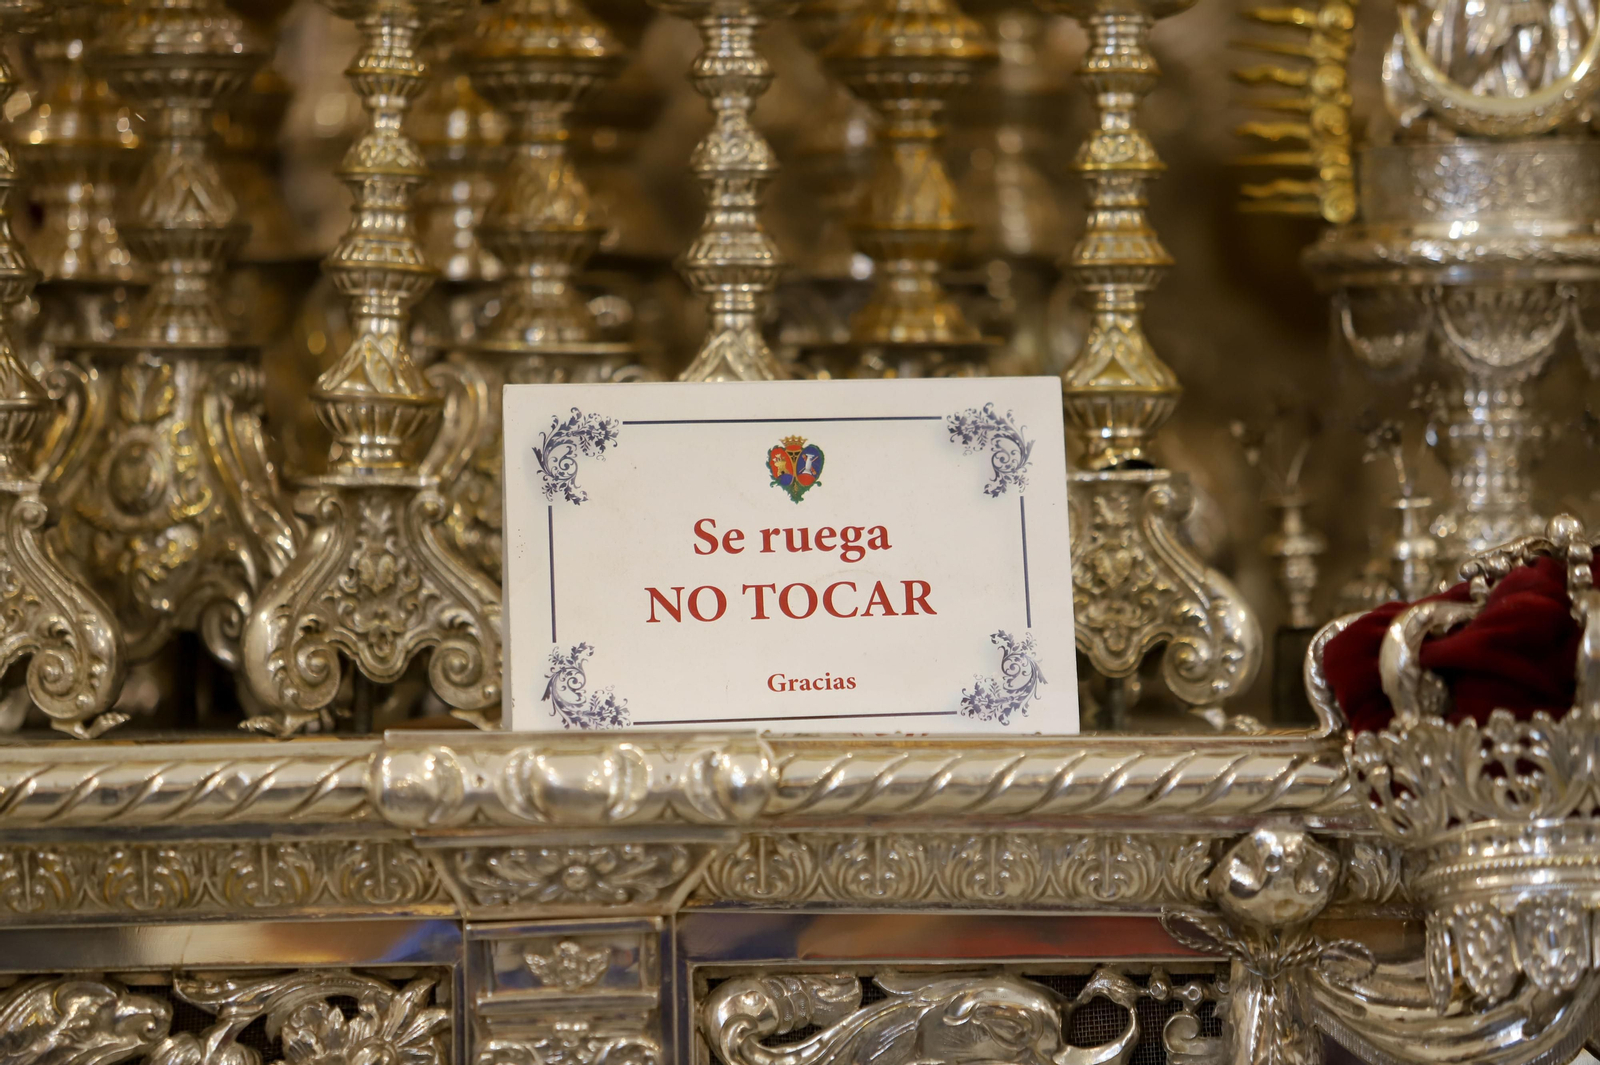 Se ruega
NO TOCAR
Gracias